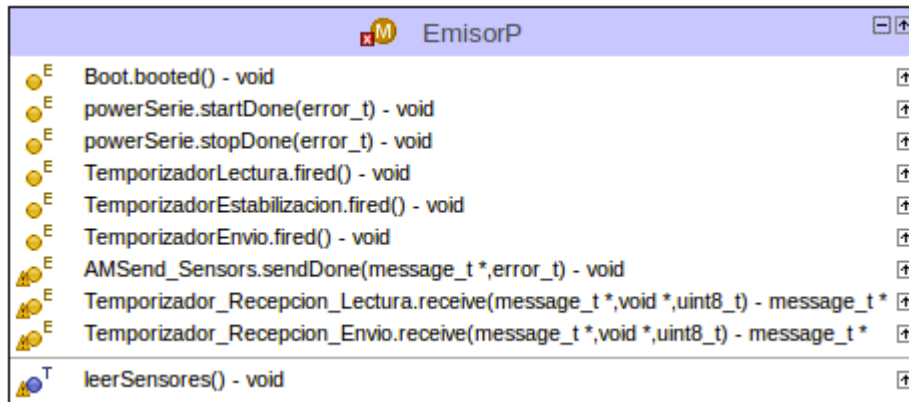 M EmisorP
E Boot.booted() - void
E powerSerie.startDone(error_t) - void
E powerSerie.stopDone(error_t) - void
E TemporizadorLectura.fired() - void
E TemporizadorEstabilizacion.fired() - void
E TemporizadorEnvio.fired() - void
E AMSend_Sensors.sendDone(message_t *,error_t) - void
E Temporizador_Recepcion_Lectura.receive(message_t *,void *,uint8_t) - message_t *
E Temporizador_Recepcion_Envio.receive(message_t *,void *,uint8_t) - message_t *
T leerSensores() - void